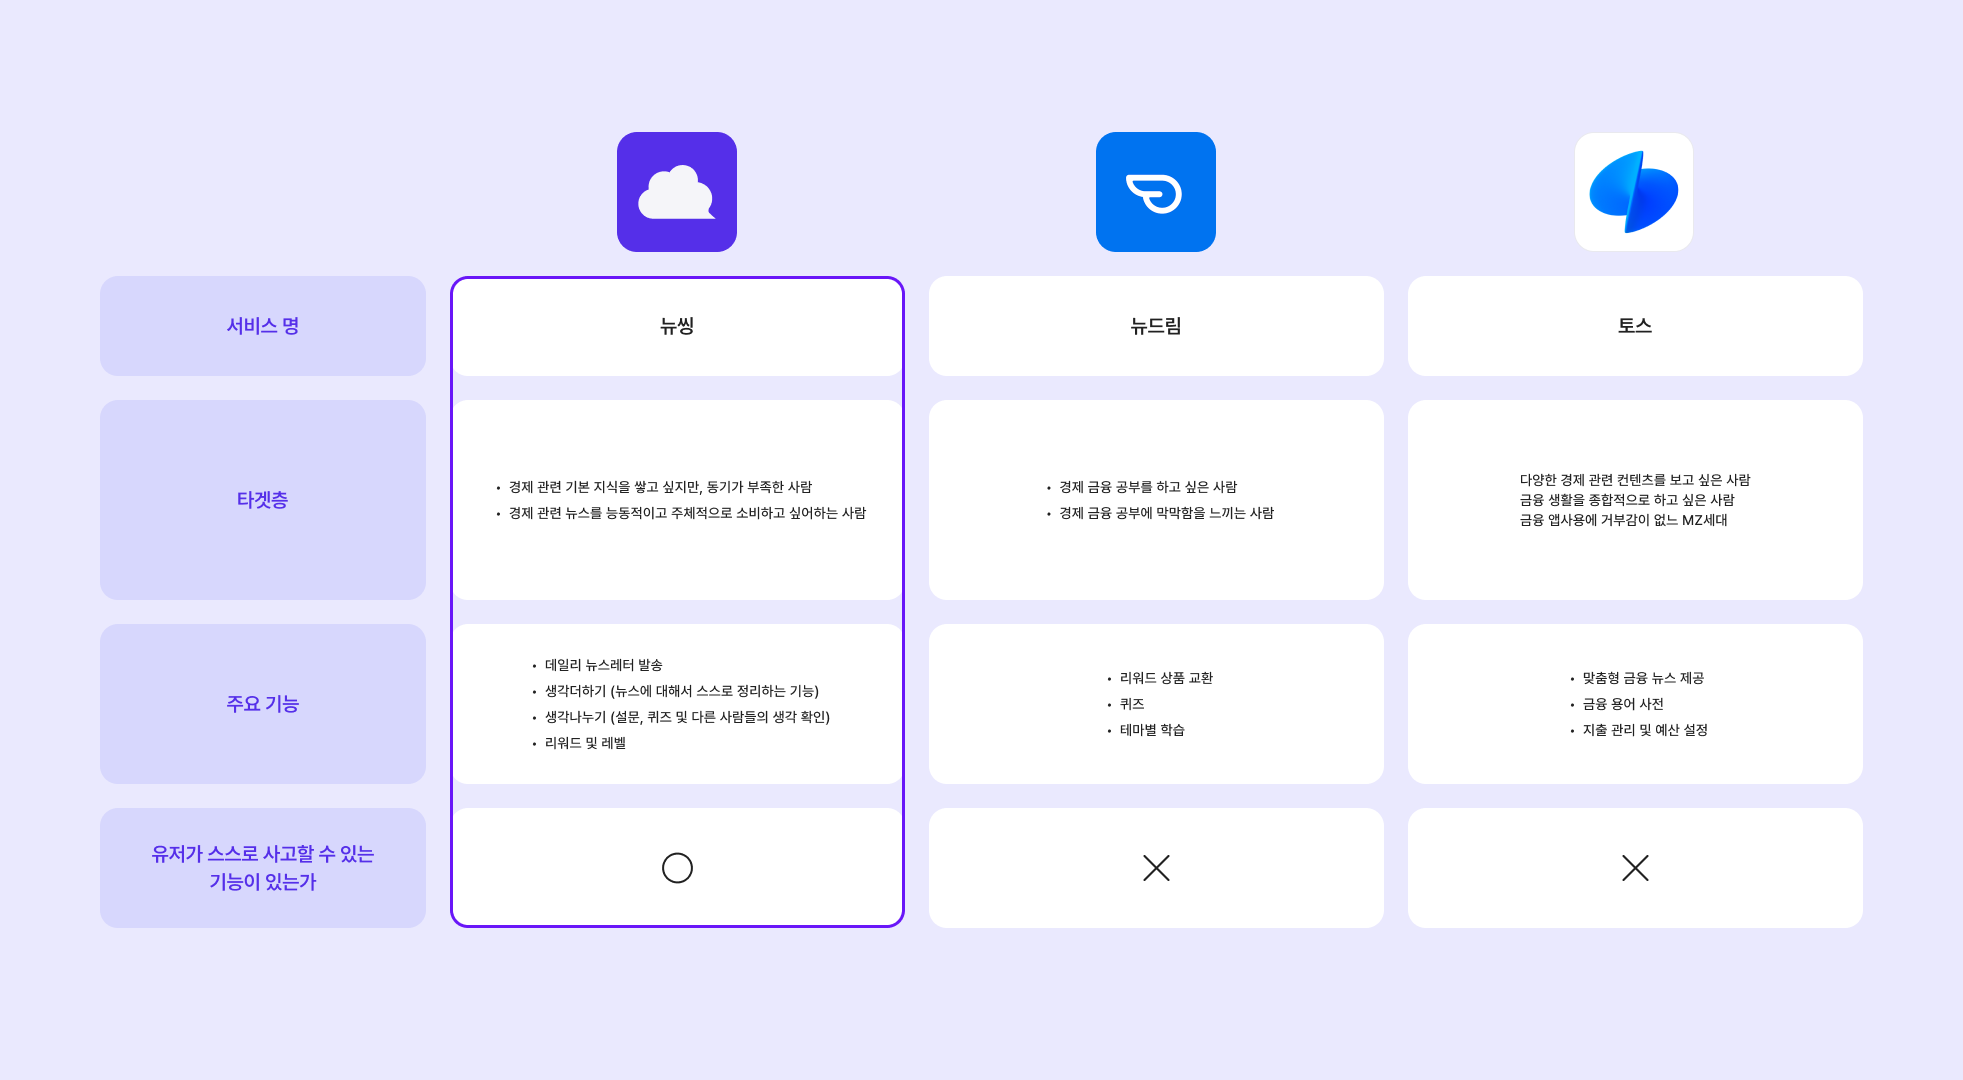 서비스 명
뉴씽
뉴드림
토스
타겟층
• 경제 관련 기본 지식을 쌓고 싶지만, 동기가 부족한 사람
• 경제 관련 뉴스를 능동적이고 주체적으로 소비하고 싶어하는 사람
• 경제 금융 공부를 하고 싶은 사람
• 경제 금융 공부에 막막함을 느끼는 사람
다양한 경제 관련 컨텐츠를 보고 싶은 사람
금융 생활을 종합적으로 하고 싶은 사람
금융 앱사용에 거부감이 없느 MZ세대
주요 기능
• 데일리 뉴스레터 발송
• 생각더하기 (뉴스에 대해서 스스로 정리하는 기능)
• 생각나누기 (설문, 퀴즈 및 다른 사람들의 생각 확인)
• 리워드 및 레벨
• 리워드 상품 교환
• 퀴즈
• 테마별 학습
• 맞춤형 금융 뉴스 제공
• 금융 용어 사전
• 지출 관리 및 예산 설정
유저가 스스로 사고할 수 있는
기능이 있는가